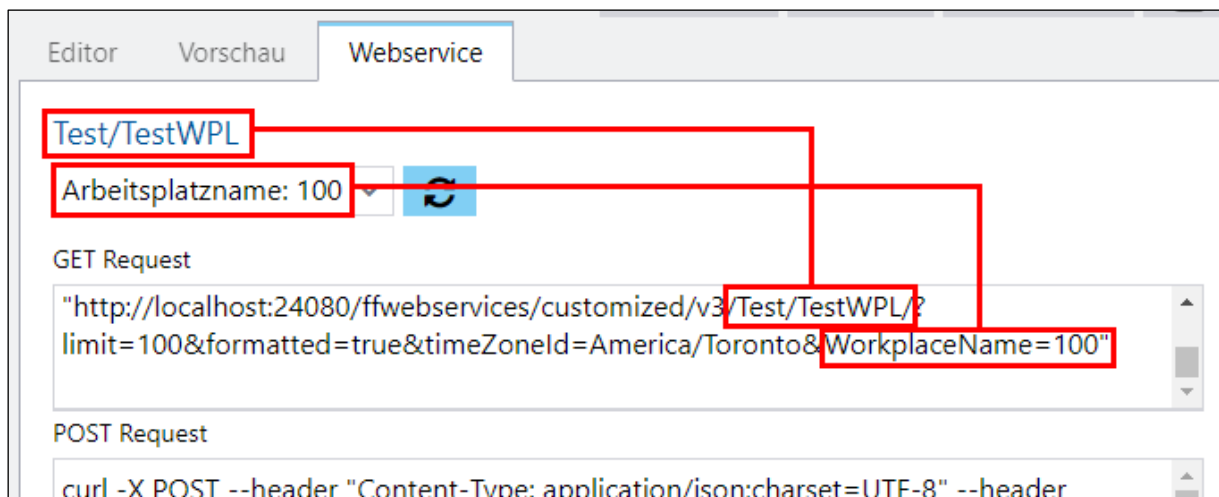 Editor Vorschau Webservice
Test/TestWPL
Arbeitsplatzname: 100
GET Request
"http://localhost:24080/ffwebservices/customized/v3/Test/TestWPL/?
limit=100&formatted=true&timeZoneId=America/Toronto&WorkplaceName=100"
POST Request
curl -X POST --header "Content-Type: application/json;charset=UTF-8" --header